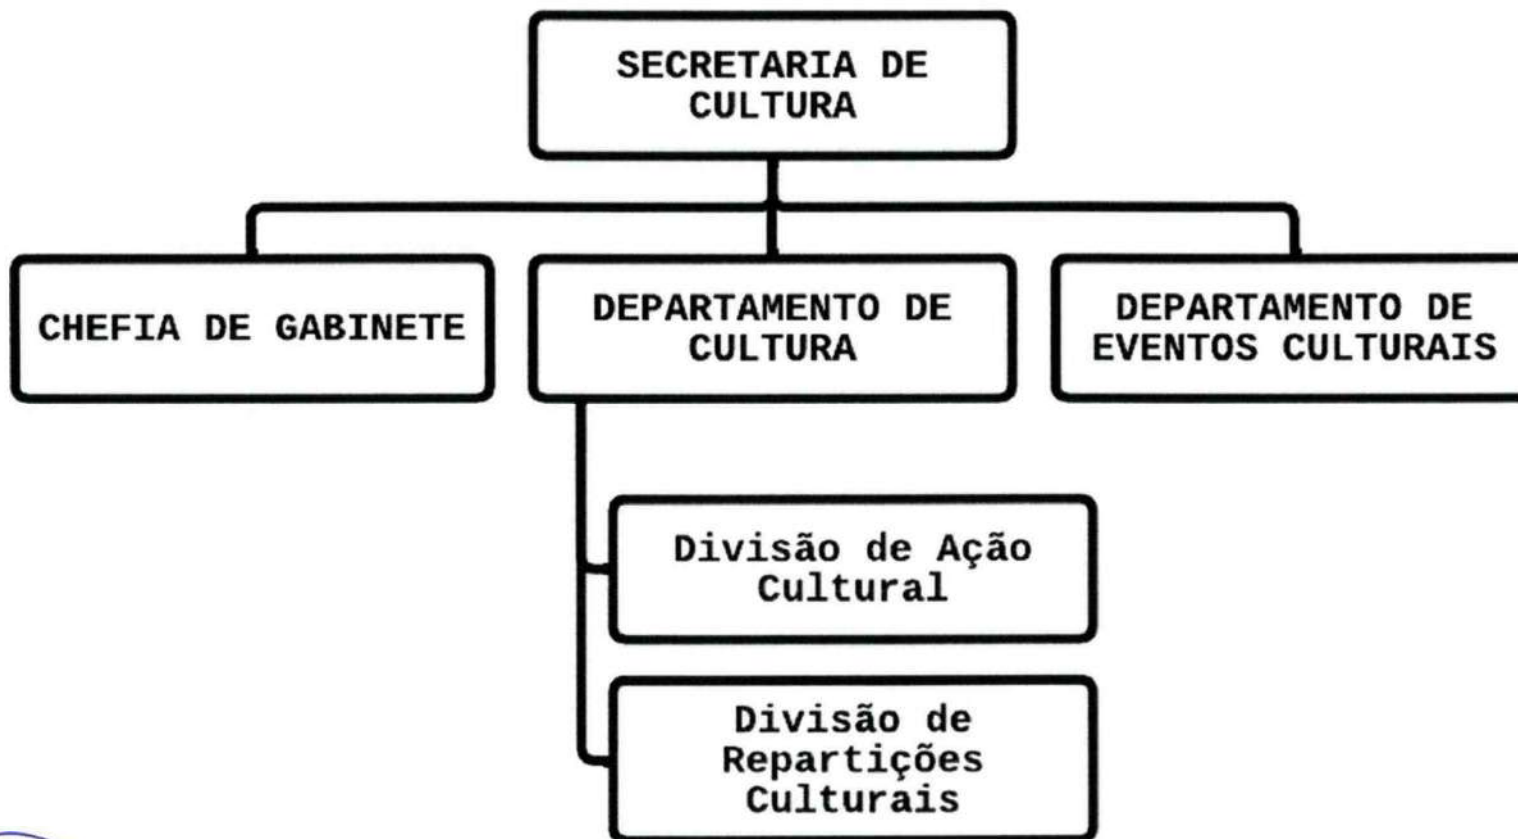 SECRETARIA DE
CULTURA
CHEFIA DE GABINETE
DEPARTAMENTO DE
CULTURA
DEPARTAMENTO DE
EVENTOS CULTURAIS
Divisão de Ação
Cultural
Divisão de
Repartições
Culturais